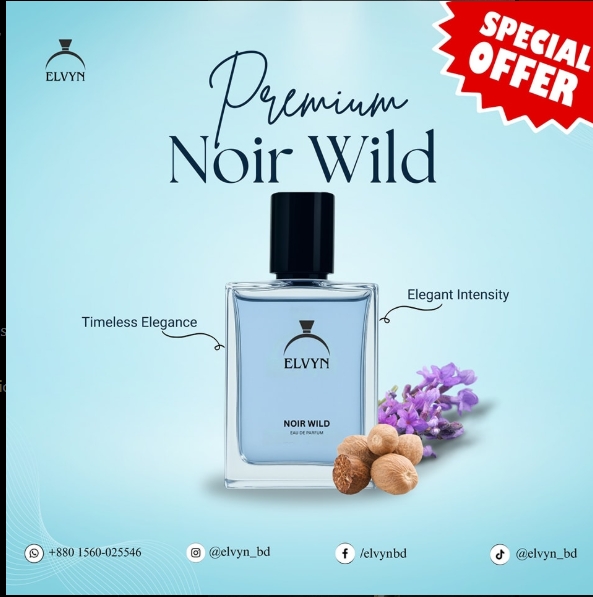 ELVYN
SPECIAL
OFFER
Premium
Noir Wild
Elegant Intensity
Timeless Elegance
ELVYN
NOIR WILD
EAU DE PARFUM
+880 1560-025546
@elvyn_bd
/elvynbd
@elvyn_bd